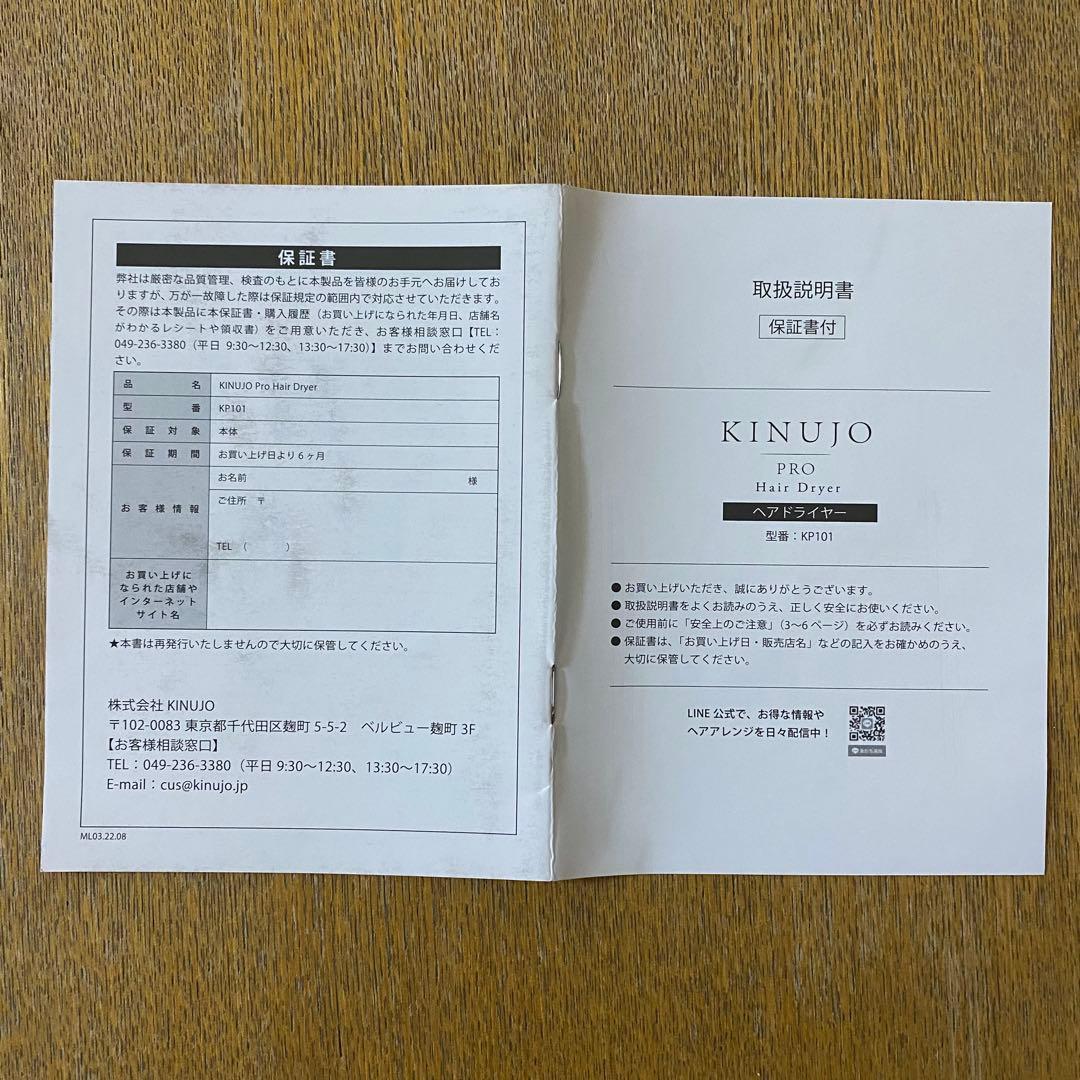 保証書
弊社は厳密な品質管理、検査のもとに本製品を皆様のお手元へお届けしてお
りますが、万が一故障した際は保証規定の範囲内で対応させていただきます。
その際は本製品に本保証書・購入履歴（お買い上げになられた年月日、店舗名
がわかるレシートや領収書）をご用意いただき、お客様相談窓口【TEL：
049-236-3380（平日 9:30〜12:30、13:30〜17:30）】までお問い合わせくだ
さい。
品名 KINUJO Pro Hair Dryer
型番 KP101
保証対象 本体
保証期間 お買い上げ日より6ヶ月
お客様情報
お名前 様
ご住所 〒
TEL （ ）
お買い上げに
なられた店舗や
インターネット
サイト名
★本書は再発行いたしませんので大切に保管してください。
株式会社 KINUJO
〒102-0083 東京都千代田区麹町 5-5-2 ベルビュー麹町 3F
【お客様相談窓口】
TEL：049-236-3380（平日 9:30〜12:30、13:30〜17:30）
E-mail：cus@kinujo.jp
ML03.22.08
取扱説明書
保証書付
KINUJO
PRO
Hair Dryer
ヘアドライヤー
型番：KP101
●お買い上げいただき、誠にありがとうございます。
●取扱説明書をよくお読みのうえ、正しく安全にお使いください。
●ご使用前に「安全上のご注意」（3〜6 ページ）を必ずお読みください。
●保証書は、「お買い上げ日・販売店名」などの記入をお確かめのうえ、
大切に保管してください。
LINE 公式で、お得な情報や
ヘアアレンジを日々配信中！
友だち追加